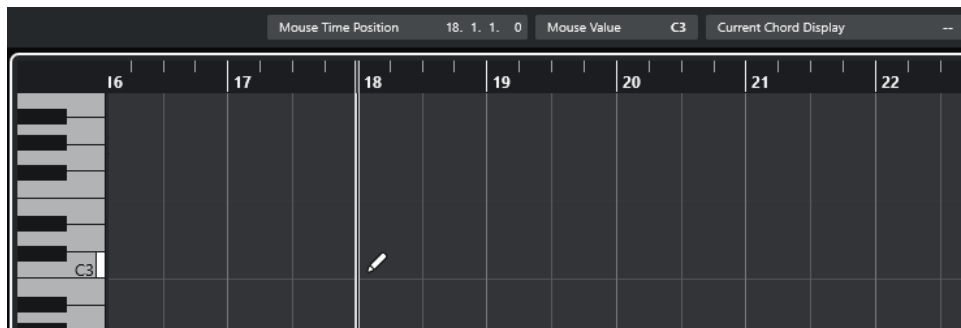 Mouse Time Position 18. 1. 1. 0 Mouse Value C3 Current Chord Display --
16 17 18 19 20 21 22
C3